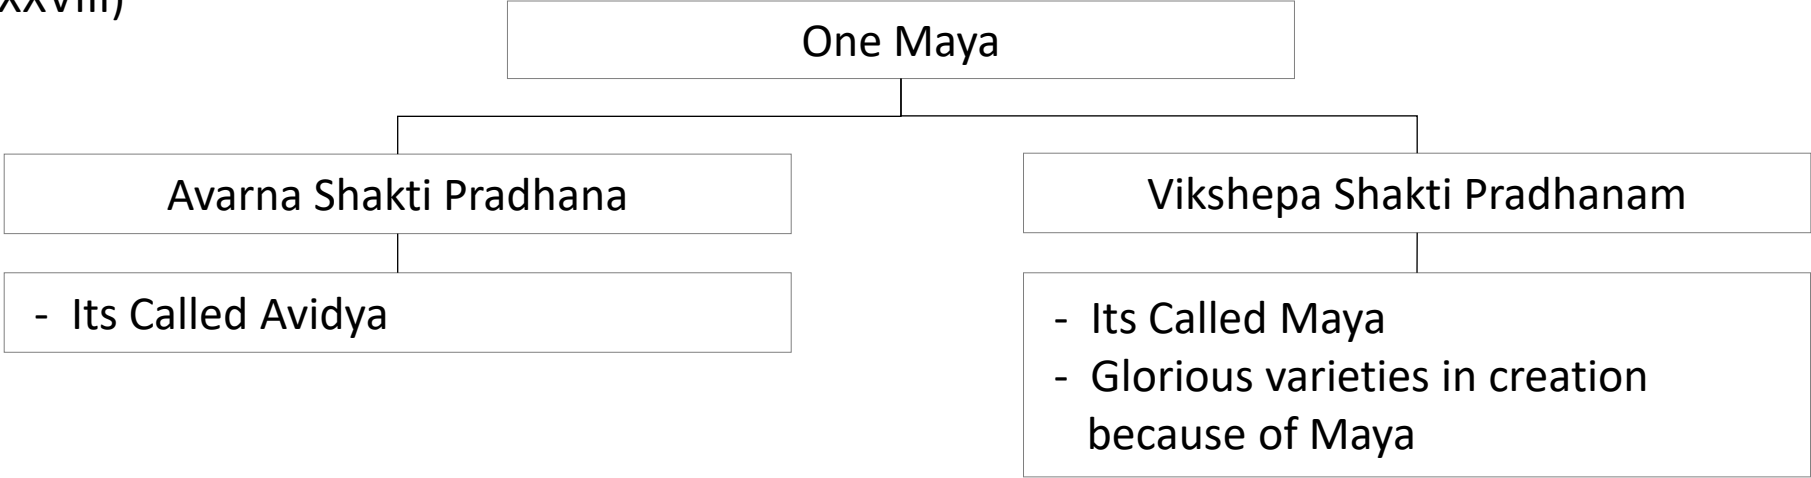 XXVIII)
One Maya
Avarna Shakti Pradhana
Vikshepa Shakti Pradhanam
- Its Called Avidya
- Its Called Maya
- Glorious varieties in creation
because of Maya